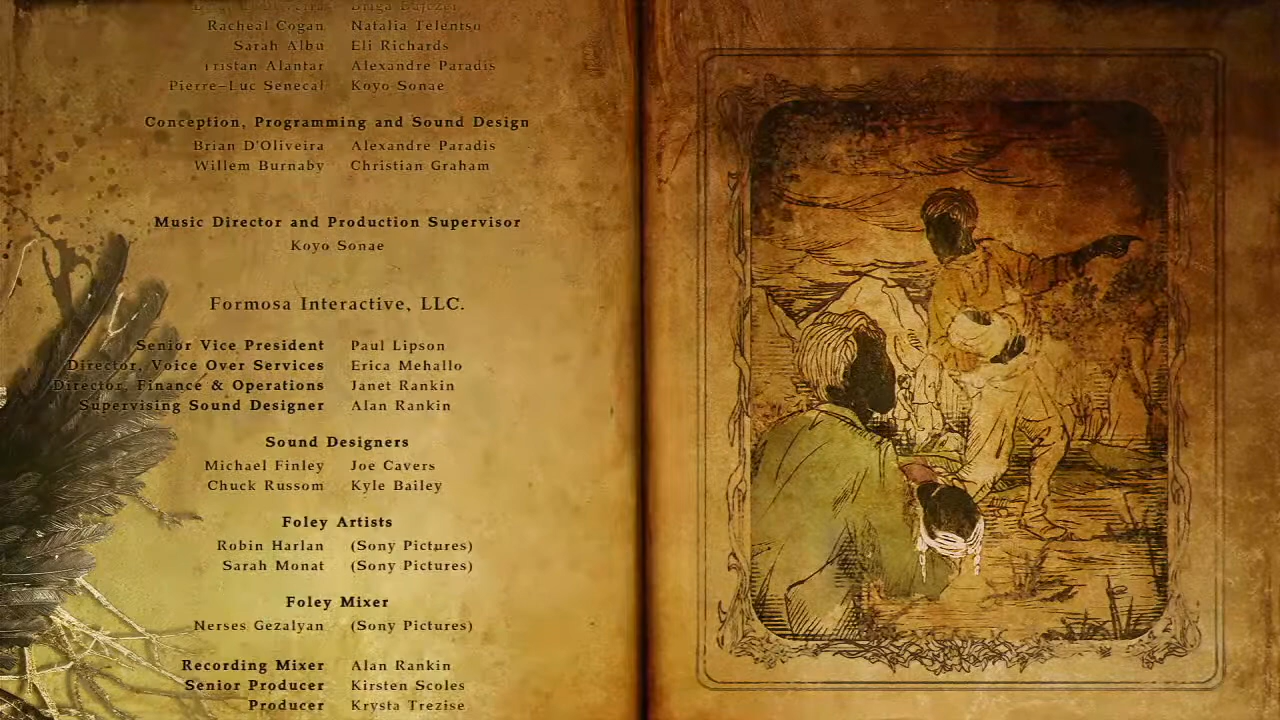 Racheal Cogan Natalia Telentso
Sarah Albu Eli Richards
Tristan Alantar Alexandre Paradis
Pierre-Luc Senecal Koyo Sonae
Conception, Programming and Sound Design
Brian D'Oliveira Alexandre Paradis
Willem Burnaby Christian Graham
Music Director and Production Supervisor
Koyo Sonae
Formosa Interactive, LLC.
Senior Vice President Paul Lipson
Director, Voice Over Services Erica Mehallo
Director, Finance & Operations Janet Rankin
Supervising Sound Designer Alan Rankin
Sound Designers
Michael Finley Joe Cavers
Chuck Russom Kyle Bailey
Foley Artists
Robin Harlan (Sony Pictures)
Sarah Monat (Sony Pictures)
Foley Mixer
Nerses Gezalyan (Sony Pictures)
Recording Mixer Alan Rankin
Senior Producer Kirsten Scoles
Producer Krysta Trezise